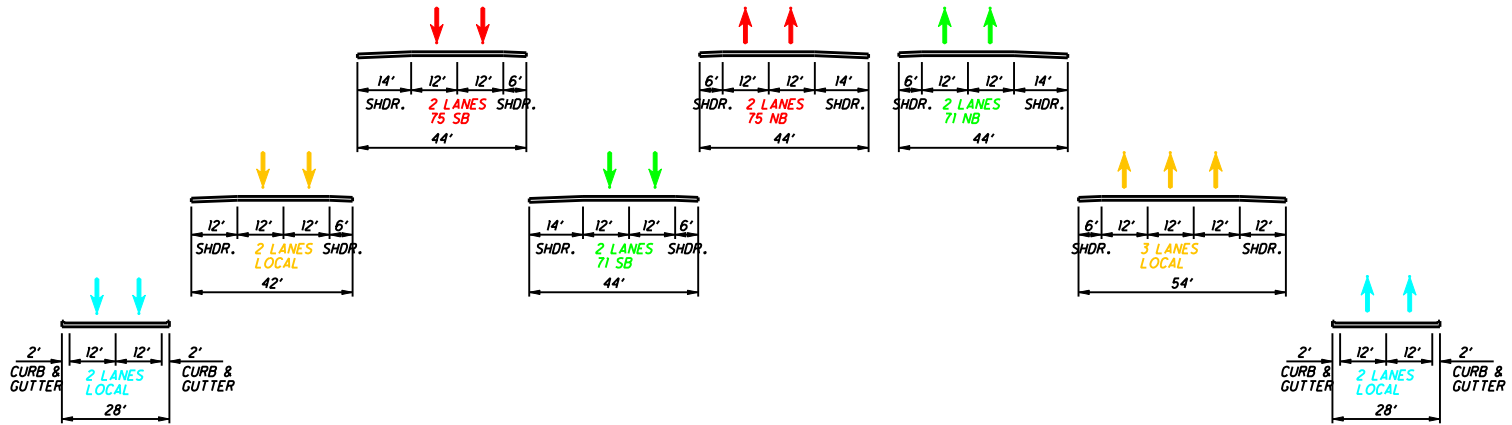 14' 12' 12' 6'
SHDR. 2 LANES SHDR.
75 SB
44'
6' 12' 12' 14'
SHDR. 2 LANES SHDR.
75 NB
44'
6' 12' 12' 14'
SHDR. 2 LANES SHDR.
71 NB
44'
12' 12' 12' 6'
SHDR. 2 LANES SHDR.
LOCAL
42'
14' 12' 12' 6'
SHDR. 2 LANES SHDR.
71 SB
44'
6' 12' 12' 12' 12'
SHDR. 3 LANES SHDR.
LOCAL
54'
2' 12' 12' 2'
CURB & 2 LANES CURB &
GUTTER LOCAL GUTTER
28'
2' 12' 12' 2'
CURB & 2 LANES CURB &
GUTTER LOCAL GUTTER
28'